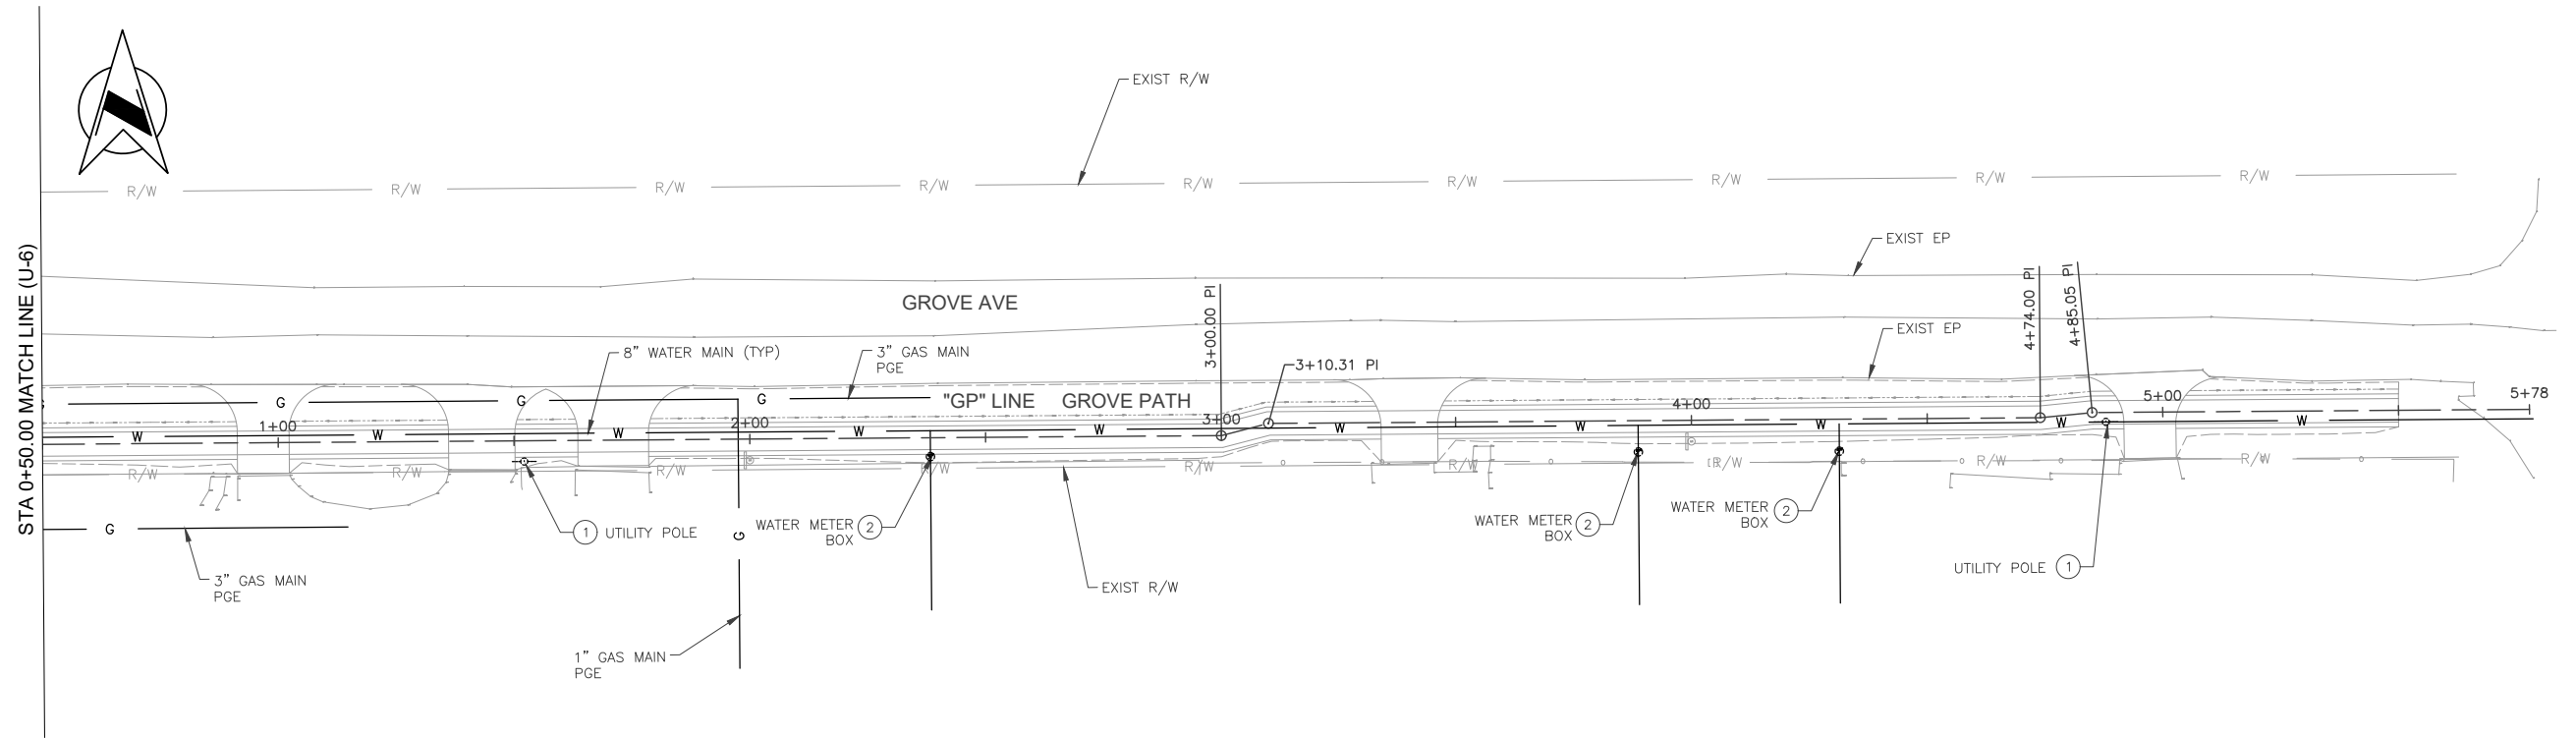 EXIST R/W
R/W R/W R/W R/W R/W R/W R/W R/W R/W
STA 0+50.00 MATCH LINE (U-6)
EXIST EP
GROVE AVE
3+00.00 PI
4+74.00 PI
4+85.05 PI
EXIST EP
8" WATER MAIN (TYP)
3" GAS MAIN
PGE
3+10.31 PI
G G G G
"GP" LINE GROVE PATH
1+00 2+00 3+00 4+00 5+00 5+78
W W W W W W W W W W
R/W R/W R/W R/W R/W R/W R/W R/W R/W
G
3" GAS MAIN
PGE
1 UTILITY POLE
G
WATER METER 2
BOX
EXIST R/W
WATER METER 2
BOX
WATER METER 2
BOX
UTILITY POLE 1
1" GAS MAIN
PGE